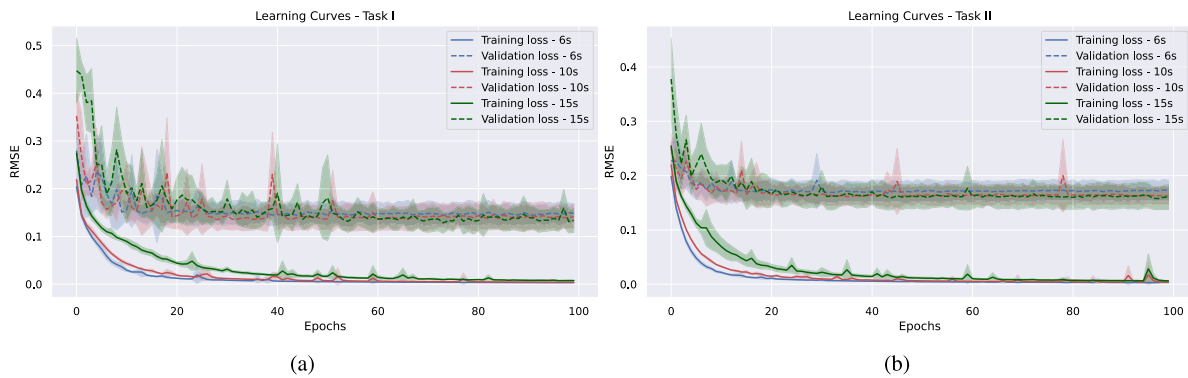 Learning Curves - Task I
RMSE
0.5
0.4
0.3
0.2
0.1
0.0
Training loss - 6s
Validation loss - 6s
Training loss - 10s
Validation loss - 10s
Training loss - 15s
Validation loss - 15s
0 20 40 60 80 100
Epochs
(a)
Learning Curves - Task II
RMSE
0.4
0.3
0.2
0.1
0.0
Training loss - 6s
Validation loss - 6s
Training loss - 10s
Validation loss - 10s
Training loss - 15s
Validation loss - 15s
0 20 40 60 80 100
Epochs
(b)